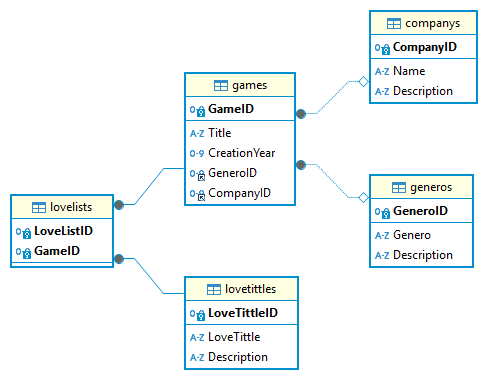 companys
CompanyID
A-Z Name
A-Z Description
games
GameID
A-Z Title
0-9 CreationYear
GeneroID
CompanyID
generos
GeneroID
A-Z Genero
A-Z Description
lovelists
LoveListID
GameID
lovetittles
LoveTittleID
A-Z LoveTittle
A-Z Description